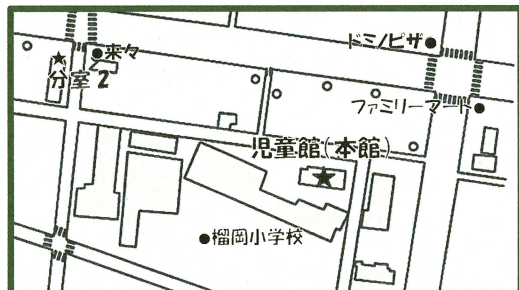 ドミノピザ
来々
分室2
ファミリーマート
児童館(本館)
榴岡小学校